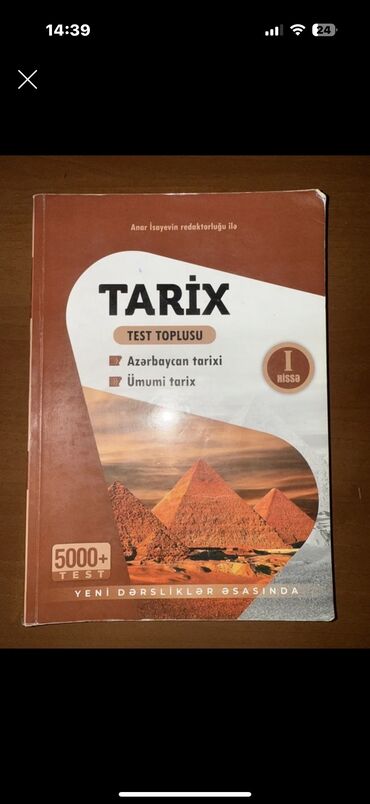 14:39
24
Anar İsayevin redaktorluğu ilə
TARİX
TEST TOPLUSU
Azərbaycan tarixi
Ümumi tarix
I
HİSSƏ
5000+
TEST
YENİ DƏRSLİKLƏR ƏSASINDA